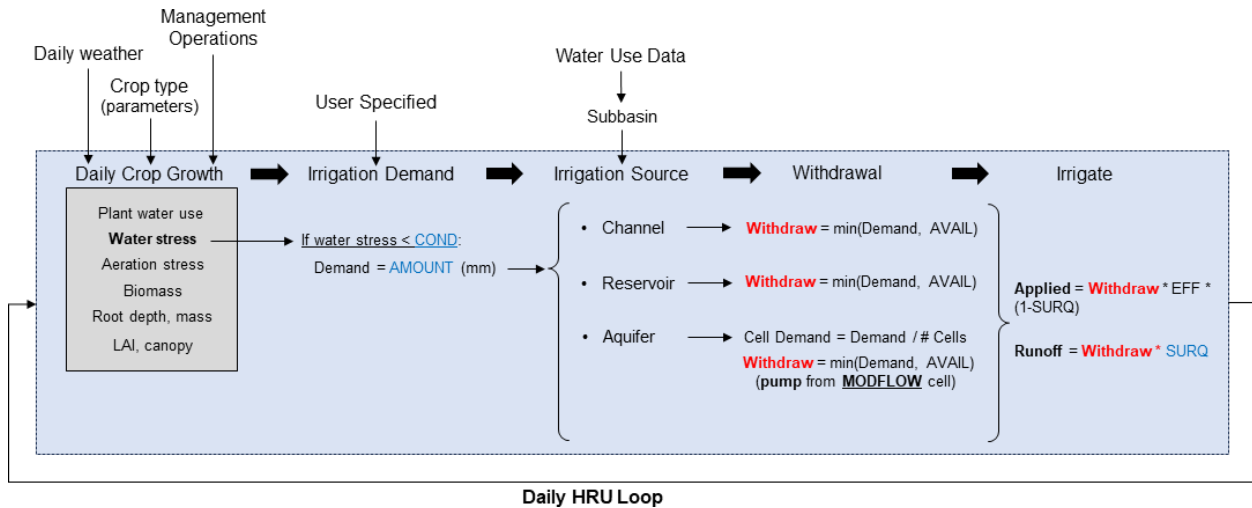 Management
Operations
Daily weather
Crop type
(parameters)
User Specified
Water Use Data
Subbasin
Daily Crop Growth
Irrigation Demand
Irrigation Source
Withdrawal
Irrigate
Plant water use
Water stress
Aeration stress
Biomass
Root depth, mass
LAI, canopy
If water stress < COND:
Demand = AMOUNT (mm)
• Channel
• Reservoir
• Aquifer
Withdraw = min(Demand, AVAIL)
Withdraw = min(Demand, AVAIL)
Cell Demand = Demand / # Cells
Withdraw = min(Demand, AVAIL)
(pump from MODFLOW cell)
Applied = Withdraw * EFF *
(1-SURQ)
Runoff = Withdraw * SURQ
Daily HRU Loop